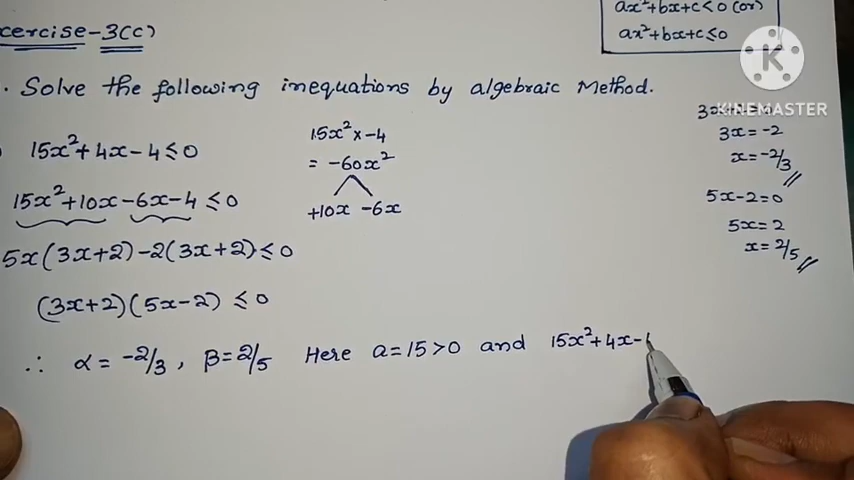 ax²+bx+c<0 (or)
ax²+bx+c≤0
cercise-3(c)
. Solve the following inequations by algebraic Method.
KINEMASTER
15x²+4x-4≤0
15x²+10x-6x-4≤0
5x(3x+2)-2(3x+2)≤0
(3x+2)(5x-2)≤0
15x²x-4
= -60x²
+10x -6x
3x=-2
x=-2/3
5x-2=0
5x=2
x=2/5
∴ α=-2/3, β=2/5 Here a=15>0 and 15x²+4x-